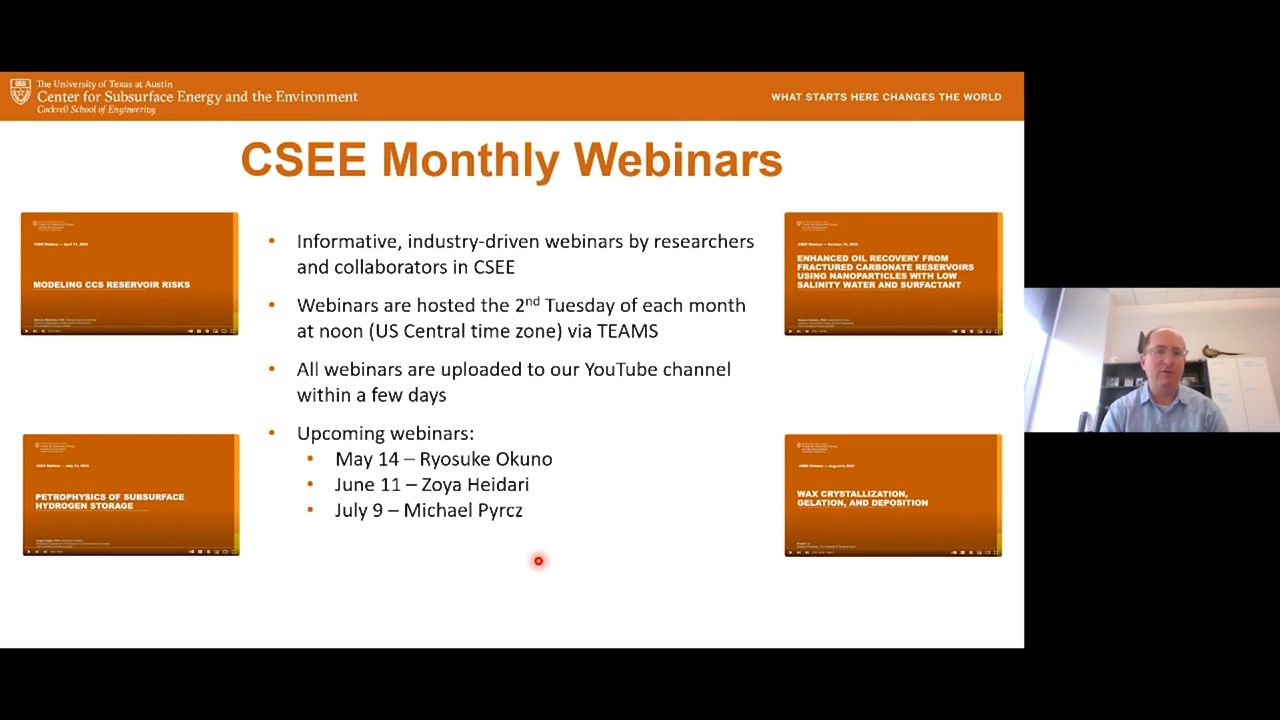 The University of Texas at Austin
Center for Subsurface Energy and the Environment
Cockrell School of Engineering
WHAT STARTS HERE CHANGES THE WORLD
CSEE Monthly Webinars
MODELING CCS RESERVOIR RISKS
• Informative, industry-driven webinars by researchers
and collaborators in CSEE
• Webinars are hosted the 2nd Tuesday of each month
at noon (US Central time zone) via TEAMS
• All webinars are uploaded to our YouTube channel
within a few days
• Upcoming webinars:
• May 14 – Ryosuke Okuno
• June 11 – Zoya Heidari
• July 9 – Michael Pyrcz
ENHANCED OIL RECOVERY FROM
FRACTURED CARBONATE RESERVOIRS
USING NANOPARTICLES WITH LOW
SALINITY WATER AND SURFACTANT
PETROPHYSICS OF SUBSURFACE
HYDROGEN STORAGE
WAX CRYSTALLIZATION,
GELATION, AND DEPOSITION